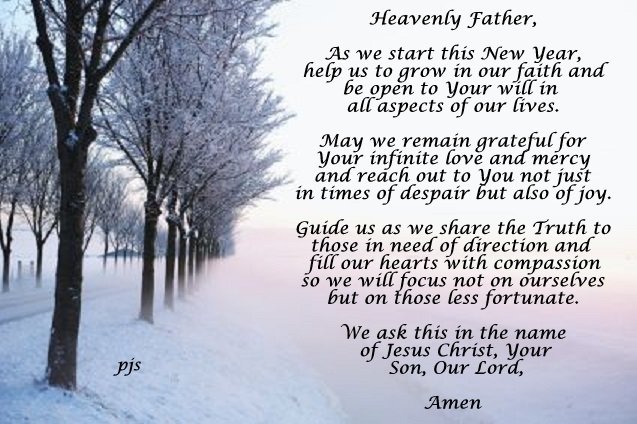 Heavenly Father,
As we start this New Year,
help us to grow in our faith and
be open to Your will in
all aspects of our lives.
May we remain grateful for
Your infinite love and mercy
and reach out to You not just
in times of despair but also of joy.
Guide us as we share the Truth to
those in need of direction and
fill our hearts with compassion
so we will focus not on ourselves
but on those less fortunate.
We ask this in the name
of Jesus Christ, Your
Son, Our Lord,
Amen
pjs